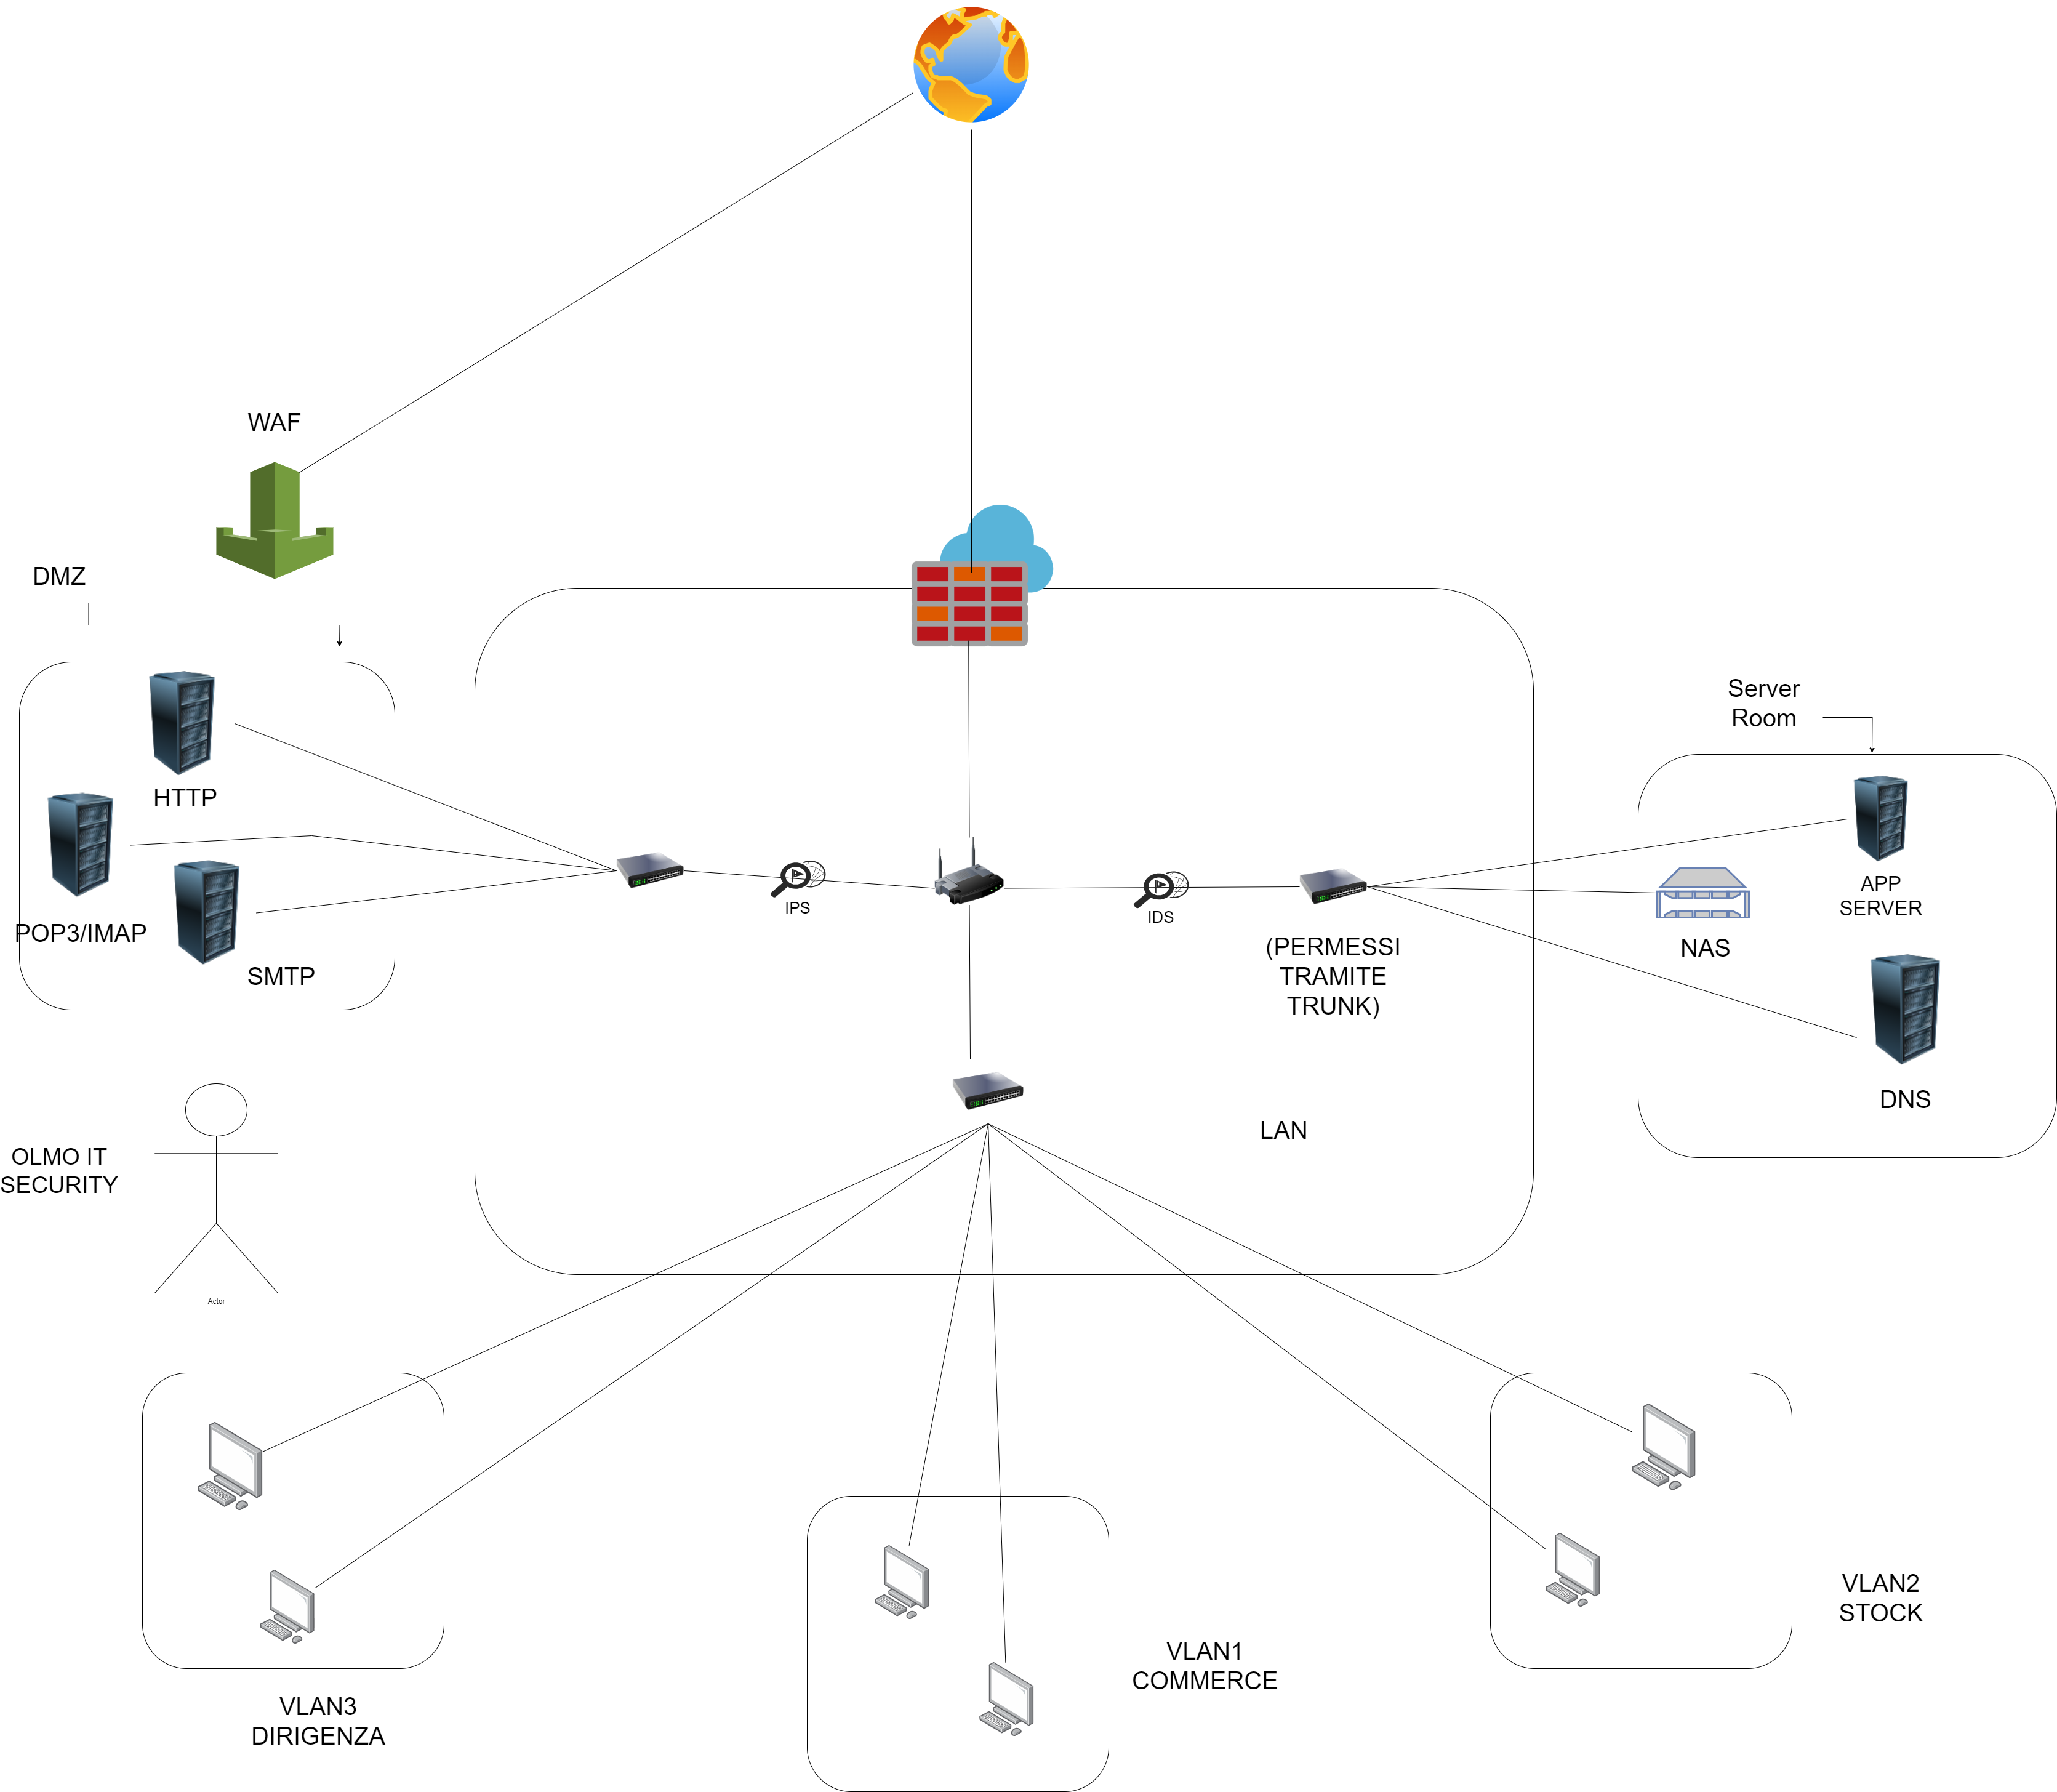 WAF
DMZ
Server
Room
HTTP
APP
SERVER
IPS
IDS
POP3/IMAP
(PERMESSI
TRAMITE
TRUNK)
NAS
SMTP
DNS
LAN
OLMO IT
SECURITY
Actor
VLAN2
STOCK
VLAN1
COMMERCE
VLAN3
DIRIGENZA